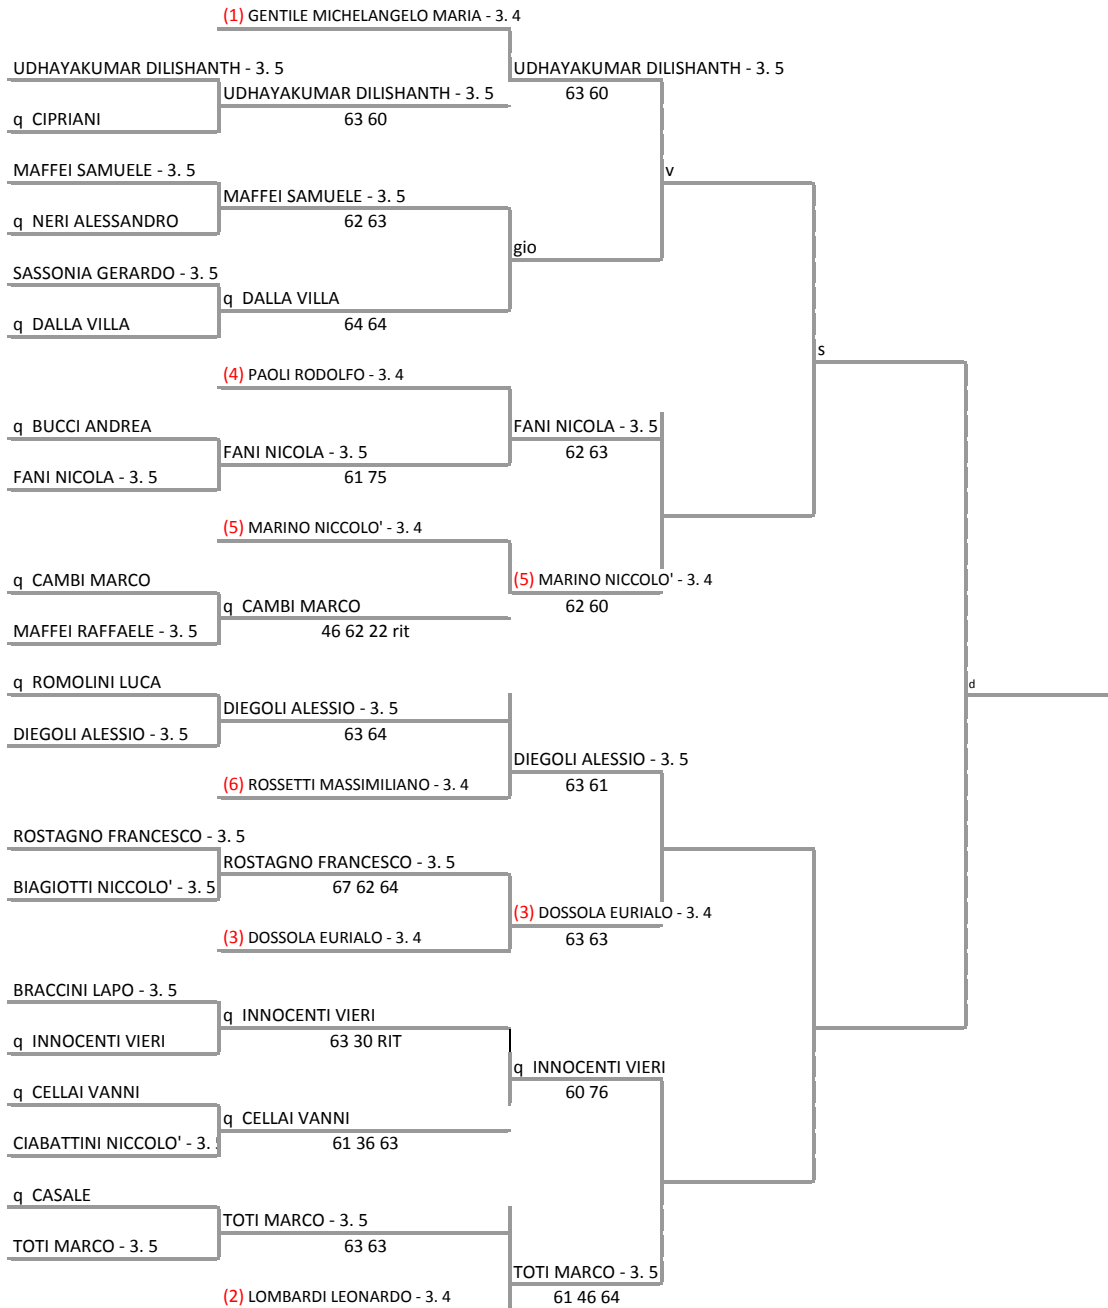 (1) GENTILE MICHELANGELO MARIA - 3. 4
UDHAYAKUMAR DILISHANTH - 3. 5
UDHAYAKUMAR DILISHANTH - 3. 5
UDHAYAKUMAR DILISHANTH - 3. 5
63 60
q CIPRIANI
63 60
MAFFEI SAMUELE - 3. 5
v
MAFFEI SAMUELE - 3. 5
q NERI ALESSANDRO
62 63
gio
SASSONIA GERARDO - 3. 5
q DALLA VILLA
q DALLA VILLA
64 64
s
(4) PAOLI RODOLFO - 3. 4
q BUCCI ANDREA
FANI NICOLA - 3. 5
FANI NICOLA - 3. 5
62 63
FANI NICOLA - 3. 5
61 75
(5) MARINO NICCOLO' - 3. 4
q CAMBI MARCO
(5) MARINO NICCOLO' - 3. 4
q CAMBI MARCO
62 60
MAFFEI RAFFAELE - 3. 5
46 62 22 rit
q ROMOLINI LUCA
d
DIEGOLI ALESSIO - 3. 5
DIEGOLI ALESSIO - 3. 5
63 64
DIEGOLI ALESSIO - 3. 5
(6) ROSSETTI MASSIMILIANO - 3. 4
63 61
ROSTAGNO FRANCESCO - 3. 5
ROSTAGNO FRANCESCO - 3. 5
BIAGIOTTI NICCOLO' - 3. 5
67 62 64
(3) DOSSOLA EURIALO - 3. 4
(3) DOSSOLA EURIALO - 3. 4
63 63
BRACCINI LAPO - 3. 5
q INNOCENTI VIERI
q INNOCENTI VIERI
63 30 RIT
q INNOCENTI VIERI
q CELLAI VANNI
60 76
q CELLAI VANNI
CIABATTINI NICCOLO' - 3.
61 36 63
q CASALE
TOTI MARCO - 3. 5
TOTI MARCO - 3. 5
63 63
TOTI MARCO - 3. 5
(2) LOMBARDI LEONARDO - 3. 4
61 46 64